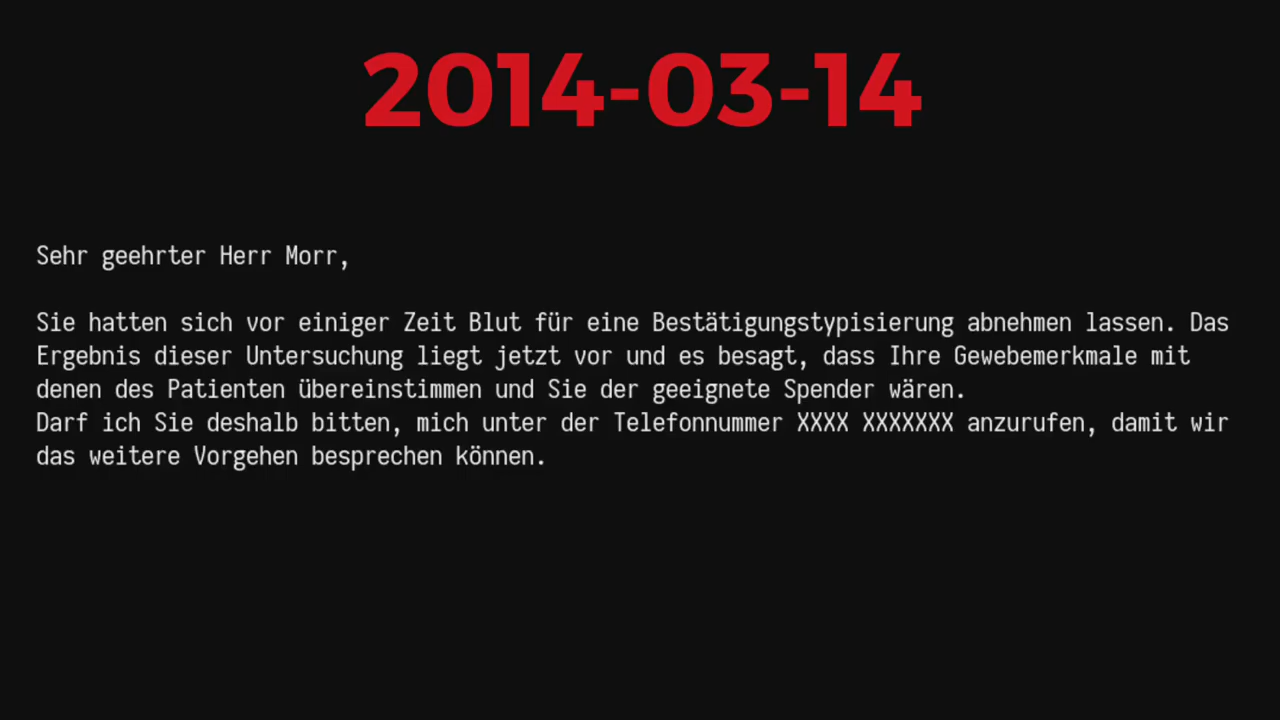 2014-03-14
Sehr geehrter Herr Morr,
Sie hatten sich vor einiger Zeit Blut für eine Bestätigungstypisierung abnehmen lassen. Das
Ergebnis dieser Untersuchung liegt jetzt vor und es besagt, dass Ihre Gewebemerkmale mit
denen des Patienten übereinstimmen und Sie der geeignete Spender wären.
Darf ich Sie deshalb bitten, mich unter der Telefonnummer XXXX XXXXXXX anzurufen, damit wir
das weitere Vorgehen besprechen können.